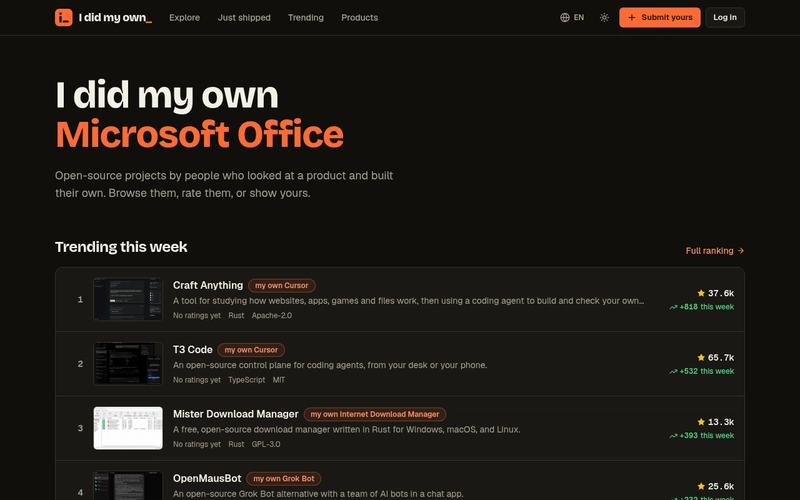 I did my own_
Explore
Just shipped
Trending
Products
EN
Submit yours
Log in
I did my own
Microsoft Office
Open-source projects by people who looked at a product and built
their own. Browse them, rate them, or show yours.
Trending this week
Full ranking →
1
Craft Anything
my own Cursor
A tool for studying how websites, apps, games and files work, then using a coding agent to build and check your own…
No ratings yet
Rust
Apache-2.0
37.6k
+818 this week
2
T3 Code
my own Cursor
An open-source control plane for coding agents, from your desk or your phone.
No ratings yet
TypeScript
MIT
65.7k
+532 this week
3
Mister Download Manager
my own Internet Download Manager
A free, open-source download manager written in Rust for Windows, macOS, and Linux.
No ratings yet
Rust
GPL-3.0
13.3k
+393 this week
4
OpenMausBot
my own Grok Bot
An open-source Grok Bot alternative with a team of AI bots in a chat app.
25.6k
+232 this week